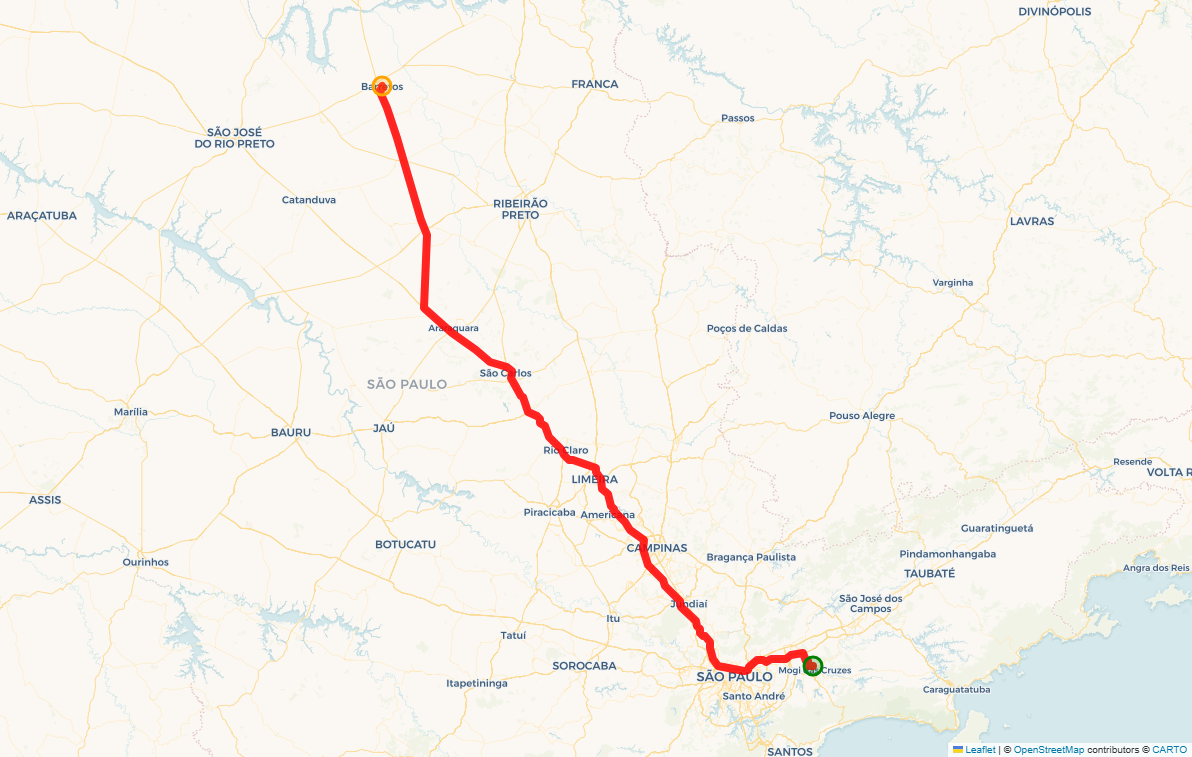 DIVINÓPOLIS
Barretos
FRANCA
Passos
SÃO JOSÉ
DO RIO PRETO
Catanduva
RIBEIRÃO
PRETO
ARAÇATUBA
LAVRAS
Varginha
Araraquara
Poços de Caldas
São Carlos
SÃO PAULO
Marília
Pouso Alegre
BAURU
JAÚ
Rio Claro
Resende
VOLTA R
LIMEIRA
ASSIS
Piracicaba
Americana
Guaratinguetá
BOTUCATU
CAMPINAS
Bragança Paulista
Pindamonhangaba
Ourinhos
TAUBATÉ
Angra dos Reis
São José dos
Campos
Jundiaí
Itu
Tatuí
SOROCABA
Mogi das Cruzes
SÃO PAULO
Itapetininga
Santo André
Caraguatatuba
SANTOS
Leaflet | © OpenStreetMap contributors © CARTO